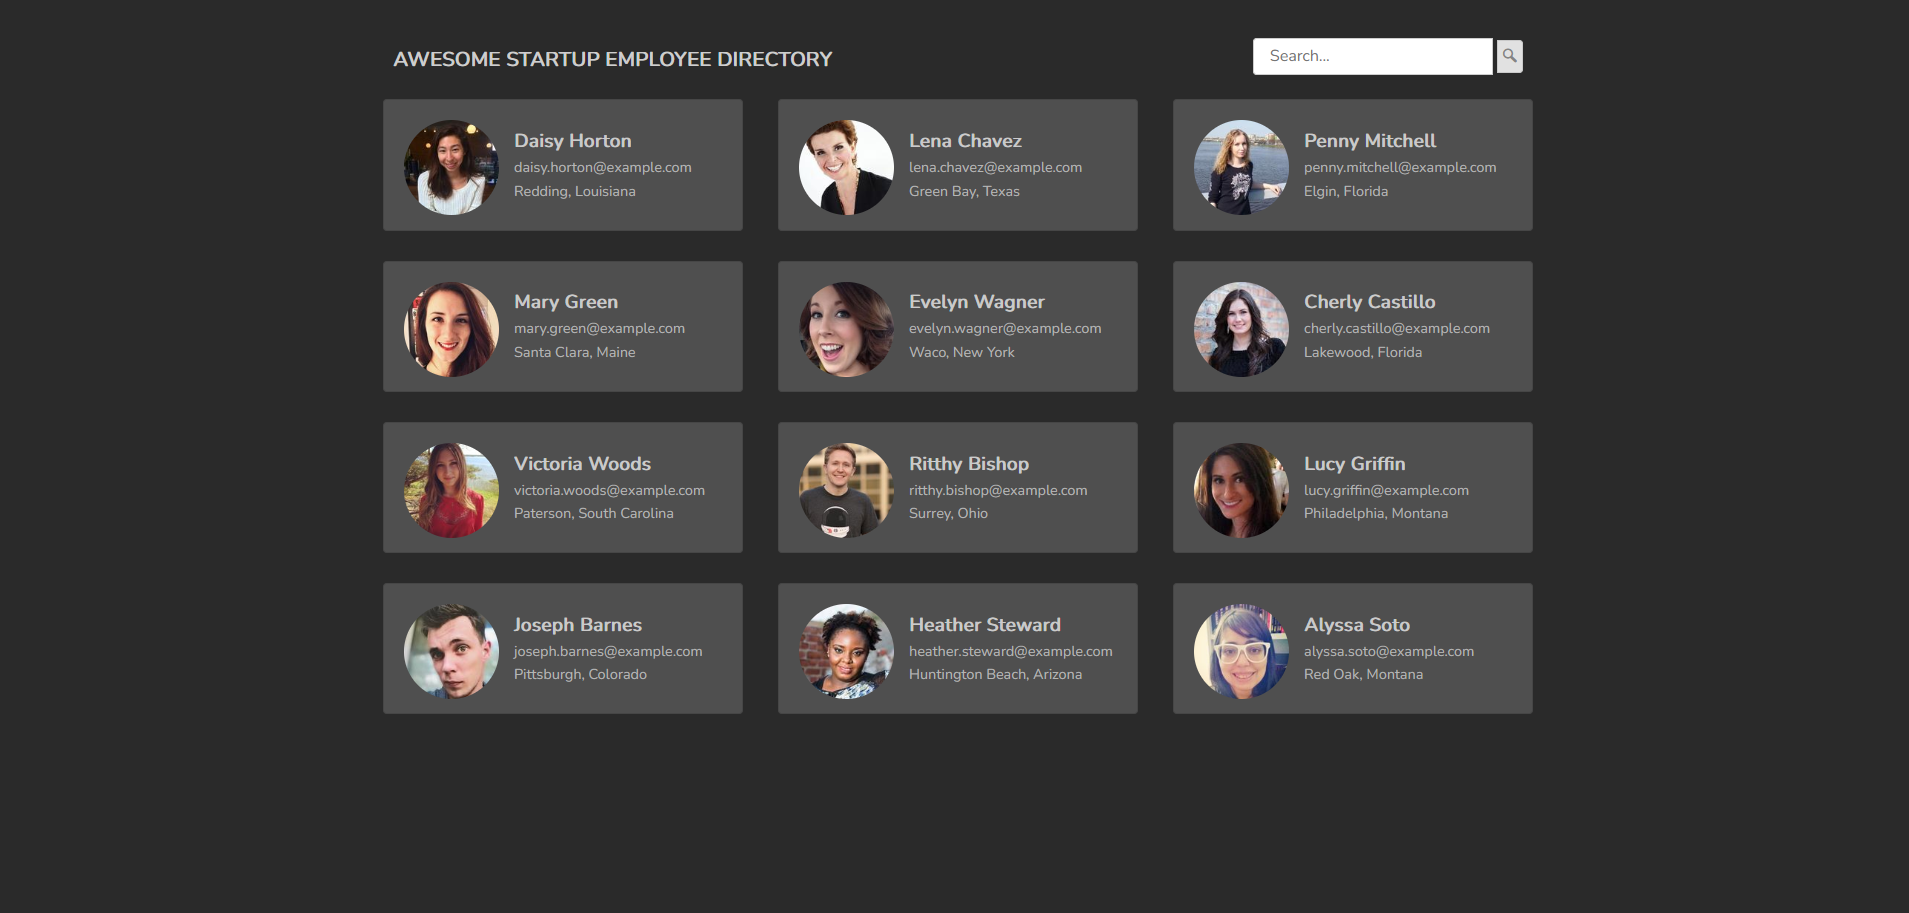 AWESOME STARTUP EMPLOYEE DIRECTORY
Search...
Daisy Horton
daisy.horton@example.com
Redding, Louisiana
Lena Chavez
lena.chavez@example.com
Green Bay, Texas
Penny Mitchell
penny.mitchell@example.com
Elgin, Florida
Mary Green
mary.green@example.com
Santa Clara, Maine
Evelyn Wagner
evelyn.wagner@example.com
Waco, New York
Cherly Castillo
cherly.castillo@example.com
Lakewood, Florida
Victoria Woods
victoria.woods@example.com
Paterson, South Carolina
Ritthy Bishop
ritthy.bishop@example.com
Surrey, Ohio
Lucy Griffin
lucy.griffin@example.com
Philadelphia, Montana
Joseph Barnes
joseph.barnes@example.com
Pittsburgh, Colorado
Heather Steward
heather.steward@example.com
Huntington Beach, Arizona
Alyssa Soto
alyssa.soto@example.com
Red Oak, Montana